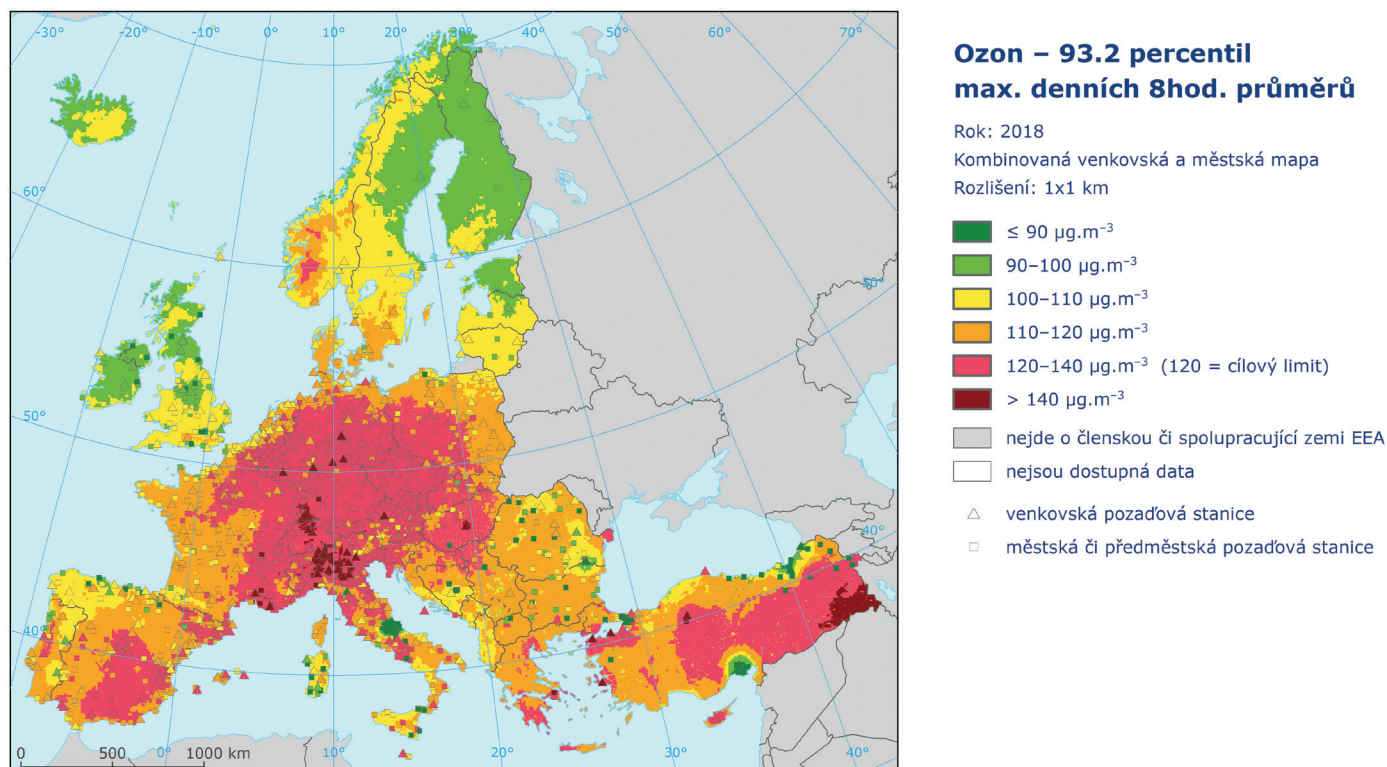 -30° -20° -10° 0° 10° 20° 30° 40° 50° 60° 70°
60°
50°
50°
40°
40°
40°
0° 10° 20° 30° 40°
0 500 1000 km
Ozon – 93.2 percentil
max. denních 8hod. průměrů
Rok: 2018
Kombinovaná venkovská a městská mapa
Rozlišení: 1x1 km
≤ 90 µg.m⁻³
90–100 µg.m⁻³
100–110 µg.m⁻³
110–120 µg.m⁻³
120–140 µg.m⁻³ (120 = cílový limit)
> 140 µg.m⁻³
nejde o členskou či spolupracující zemi EEA
nejsou dostupná data
venkovská pozaďová stanice
městská či předměstská pozaďová stanice